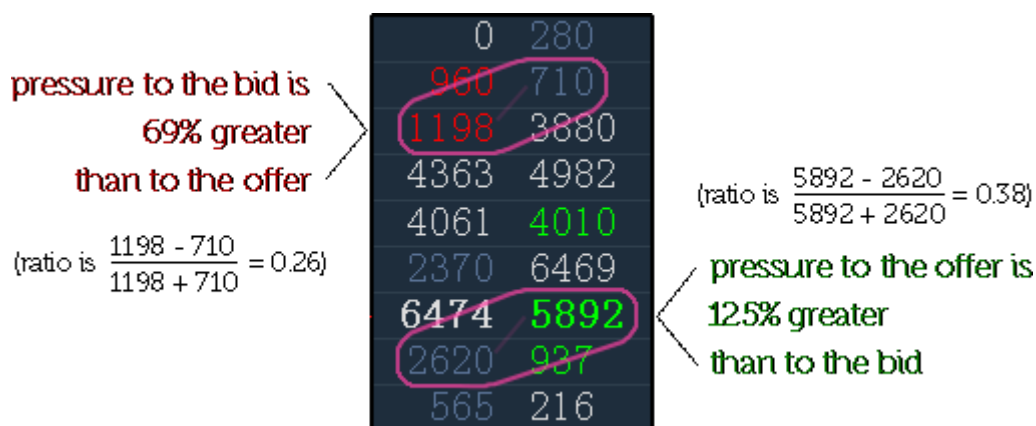 pressure to the bid is
69% greater
than to the offer
(ratio is 1198 - 710 / 1198 + 710 = 0.26)
0 280
960 710
1198 3880
4363 4982
4061 4010
2370 6469
6474 5892
2620 937
565 216
(ratio is 5892 - 2620 / 5892 + 2620 = 0.38)
pressure to the offer is
125% greater
than to the bid